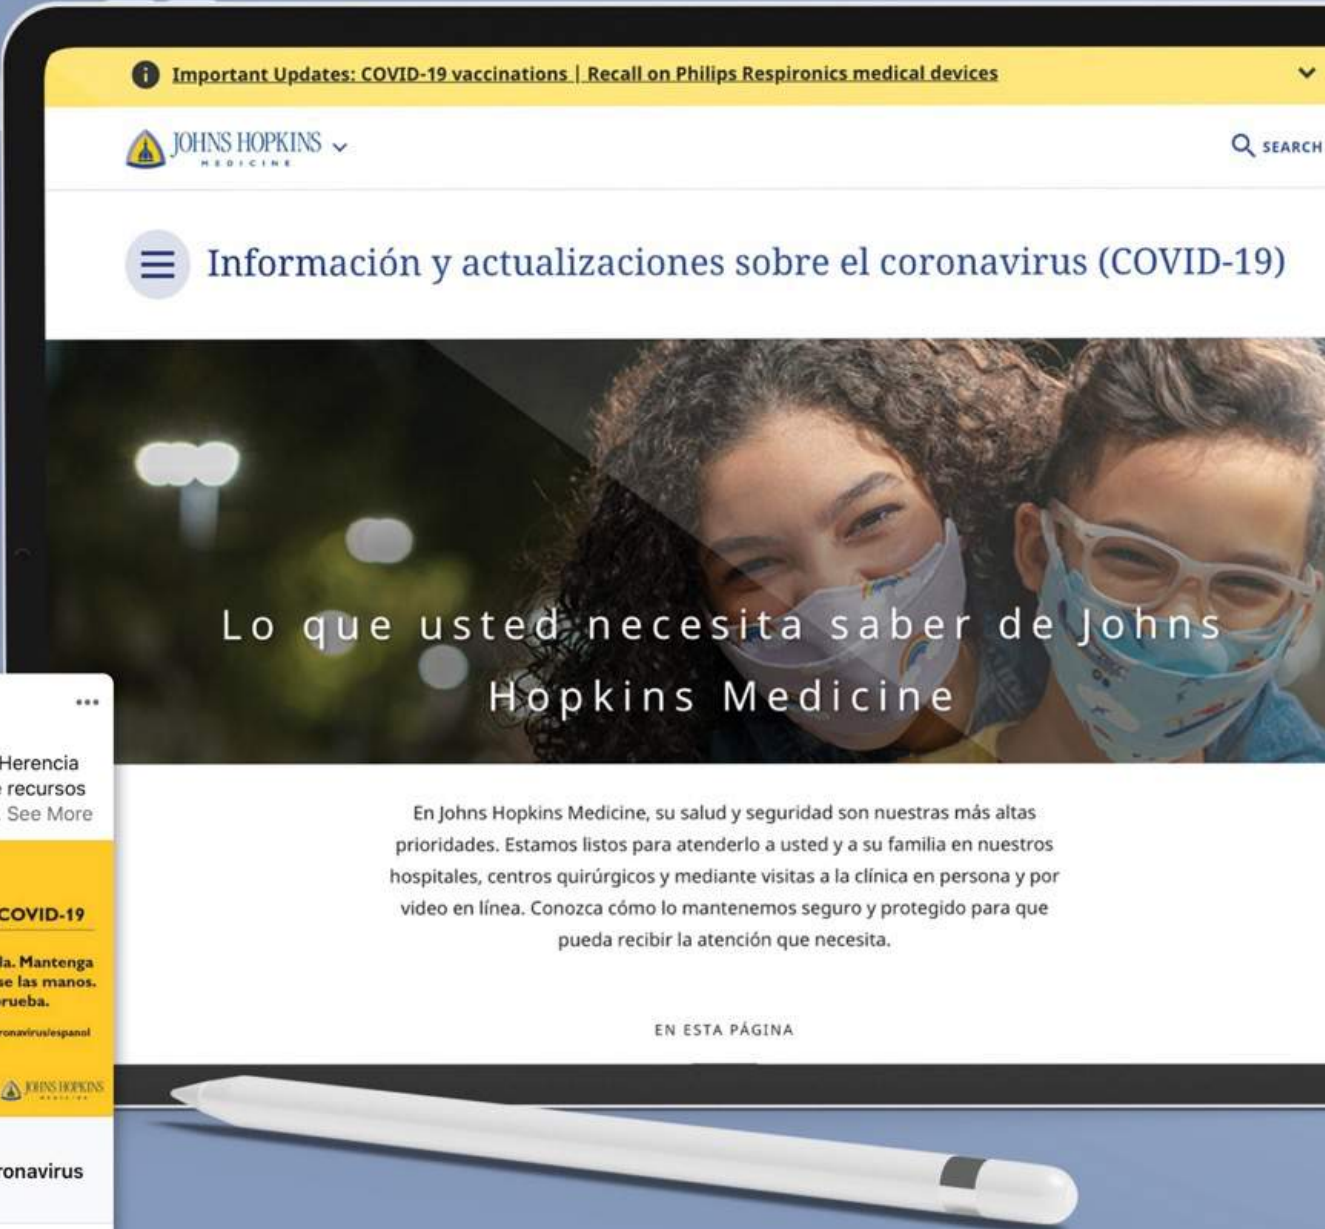 Important Updates: COVID-19 vaccinations | Recall on Philips Respironics medical devices
JOHNS HOPKINS
MEDICINE
SEARCH
Información y actualizaciones sobre el coronavirus (COVID-19)
Lo que usted necesita saber de Johns
Hopkins Medicine
En Johns Hopkins Medicine, su salud y seguridad son nuestras más altas
prioridades. Estamos listos para atenderlo a usted y a su familia en nuestros
hospitales, centros quirúrgicos y mediante visitas a la clínica en persona y por
video en línea. Conozca cómo lo mantenemos seguro y protegido para que
pueda recibir la atención que necesita.
EN ESTA PÁGINA
Herencia
recursos
See More
COVID-19
la. Mantenga
se las manos.
rueba.
ronavirus/espanol
JOHNS HOPKINS
MEDICINE
ronavirus